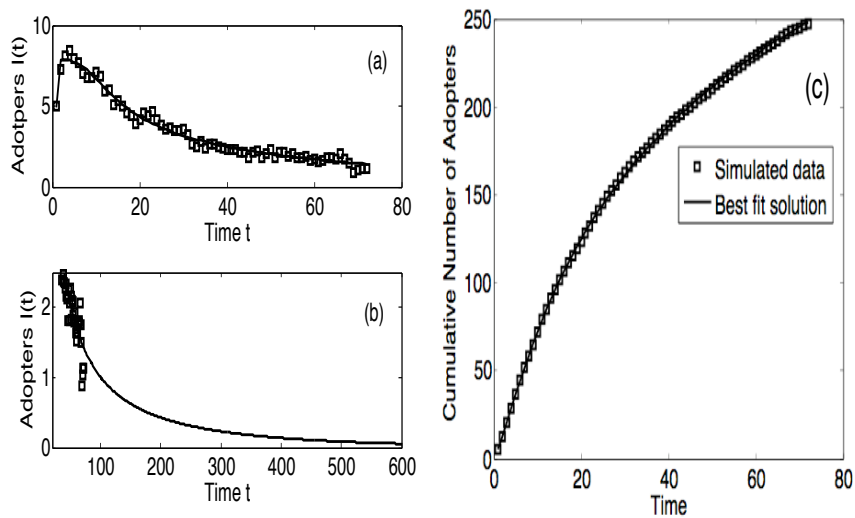 10
5
0
Adotpers I(t)
(a)
0
20
40
60
80
Time t
2
1
0
Adopters I(t)
(b)
100
200
300
400
500
600
Time t
250
200
150
100
50
0
Cumulative Number of Adopters
(c)
Simulated data
Best fit solution
0
20
40
60
80
Time